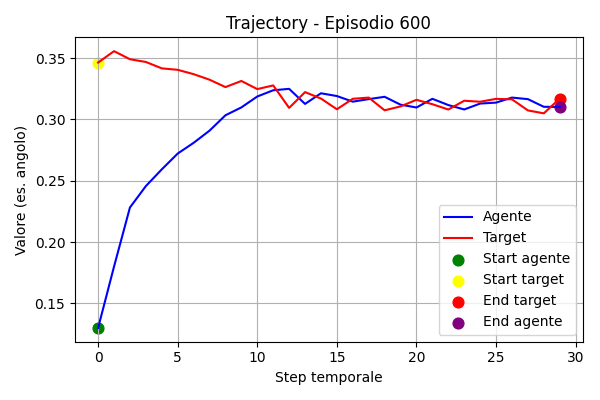 Trajectory - Episodio 600
Valore (es. angolo)
0.35
0.30
0.25
0.20
0.15
Agente
Target
Start agente
Start target
End target
End agente
0 5 10 15 20 25 30
Step temporale